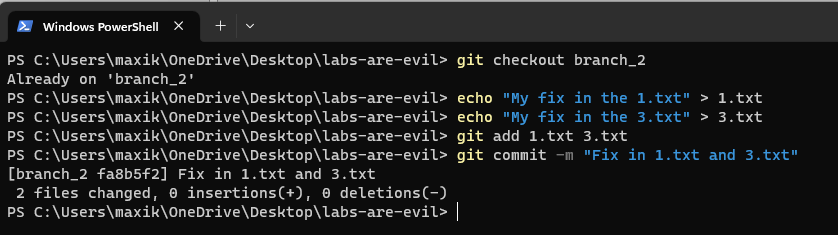 Windows PowerShell
PS C:\Users\maxik\OneDrive\Desktop\labs-are-evil> git checkout branch_2
Already on 'branch_2'
PS C:\Users\maxik\OneDrive\Desktop\labs-are-evil> echo "My fix in the 1.txt" > 1.txt
PS C:\Users\maxik\OneDrive\Desktop\labs-are-evil> echo "My fix in the 3.txt" > 3.txt
PS C:\Users\maxik\OneDrive\Desktop\labs-are-evil> git add 1.txt 3.txt
PS C:\Users\maxik\OneDrive\Desktop\labs-are-evil> git commit -m "Fix in 1.txt and 3.txt"
[branch_2 fa8b5f2] Fix in 1.txt and 3.txt
 2 files changed, 0 insertions(+), 0 deletions(-)
PS C:\Users\maxik\OneDrive\Desktop\labs-are-evil>